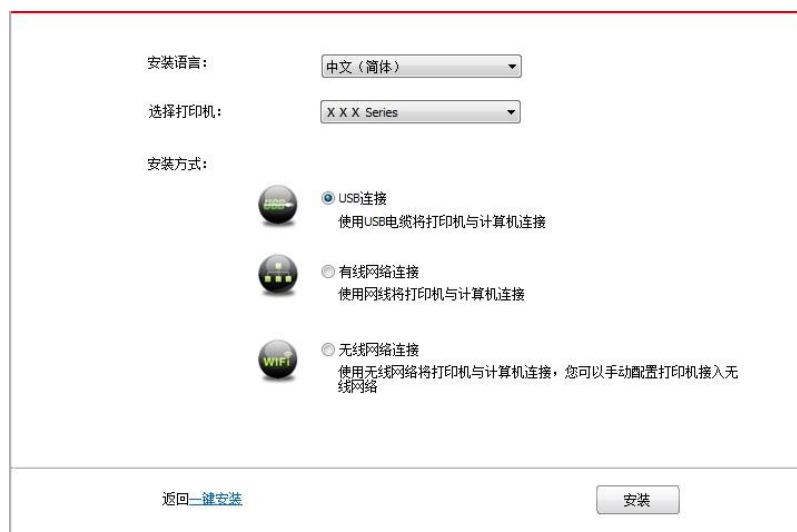 安装语言： 中文（简体）
选择打印机： X X X Series
安装方式：
USB
USB连接
使用USB电缆将打印机与计算机连接
有线网络连接
使用网线将打印机与计算机连接
WiFi
无线网络连接
使用无线网络将打印机与计算机连接，您可以手动配置打印机接入无
线网络
返回一键安装 安装